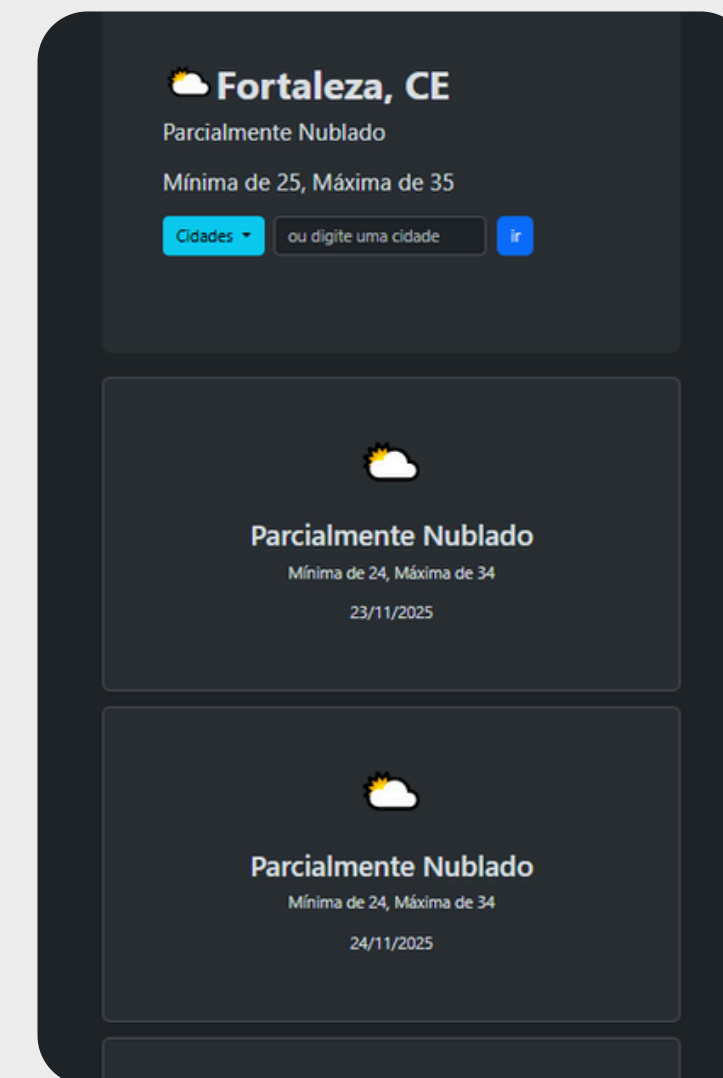 Fortaleza, CE
Parcialmente Nublado
Mínima de 25, Máxima de 35
Cidades
ou digite uma cidade
ir
Parcialmente Nublado
Mínima de 24, Máxima de 34
23/11/2025
Parcialmente Nublado
Mínima de 24, Máxima de 34
24/11/2025